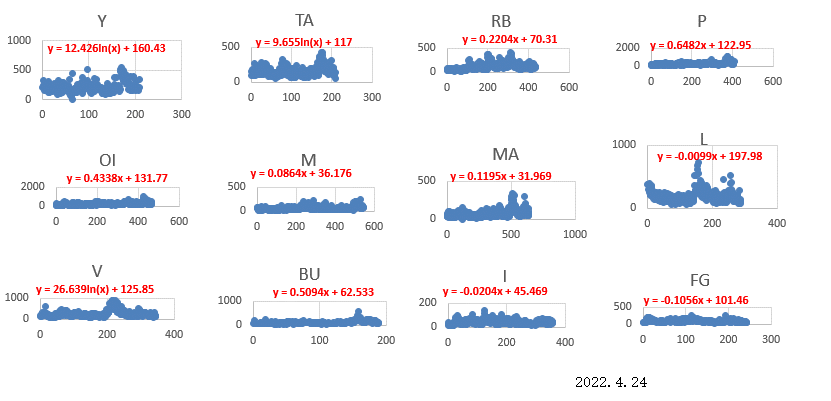 Y
TA
RB
P
y = 12.426ln(x) + 160.43
y = 9.655ln(x) + 117
y = 0.2204x + 70.31
y = 0.6482x + 122.95
1000
500
0
0 100 200 300
500
0
0 100 200 300
500
0
0 200 400 600
2000
0
0 200 400 600
OI
M
MA
L
y = 0.4338x + 131.77
y = 0.0864x + 36.176
y = 0.1195x + 31.969
y = -0.0099x + 197.98
2000
0
0 200 400 600
500
0
0 200 400 600
500
0
0 500 1000
1000
0
0 200 400
V
BU
I
FG
y = 26.639ln(x) + 125.85
y = 0.5094x + 62.533
y = -0.0204x + 45.469
y = -0.1056x + 101.46
1000
0
0 200 400
1000
0
0 50 100 150 200
200
0
0 200 400
500
0
0 100 200 300
2022.4.24